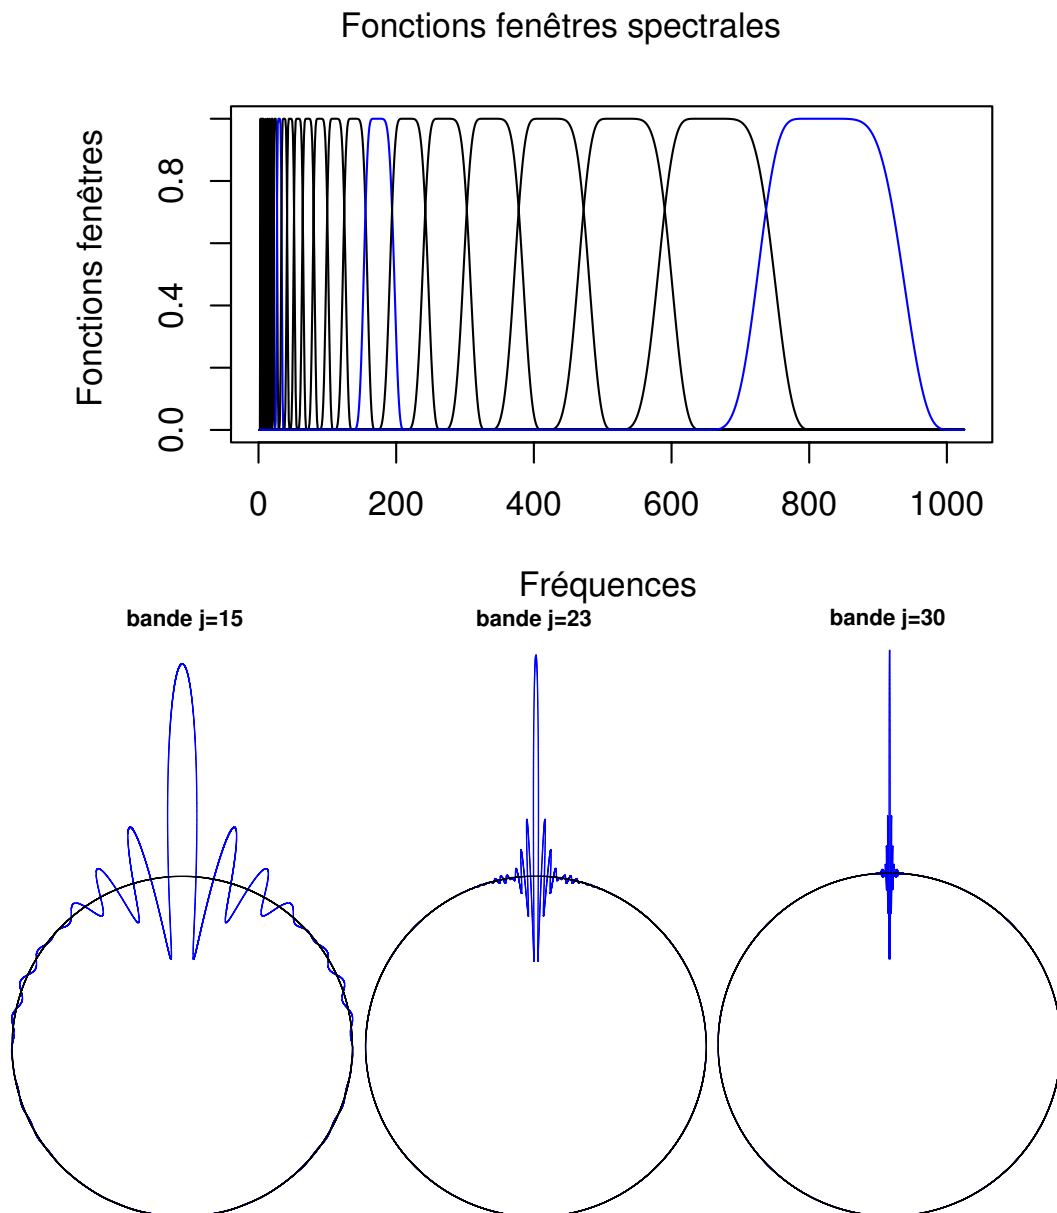 Fonctions fenêtres spectrales
Fonctions fenêtres
0.8
0.4
0.0
0 200 400 600 800 1000
Fréquences
bande j=15 bande j=23 bande j=30